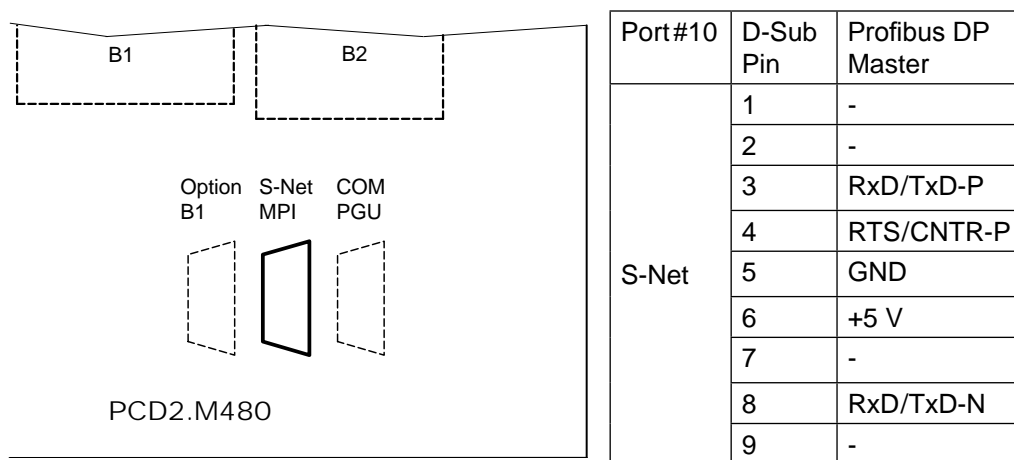 B1 B2
Option S-Net COM
B1 MPI PGU
PCD2.M480
Port#10 D-Sub Pin Profibus DP Master
S-Net
1 -
2 -
3 RxD/TxD-P
4 RTS/CNTR-P
5 GND
6 +5 V
7 -
8 RxD/TxD-N
9 -